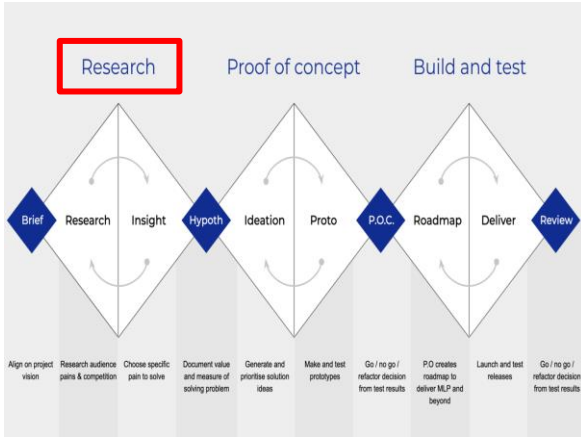 Research
Proof of concept
Build and test
Brief
Research
Insight
Hypoth
Ideation
Proto
P.O.C.
Roadmap
Deliver
Review
Align on project
vision
Research audience
pains & competition
Choose specific
pain to solve
Document value
and measure of
solving problem
Generate and
prioritise solution
ideas
Make and test
prototypes
Go / no go /
refactor decision
from test results
P.O creates
roadmap to
deliver MLP and
beyond
Launch and test
releases
Go / no go /
refactor decision
from test results